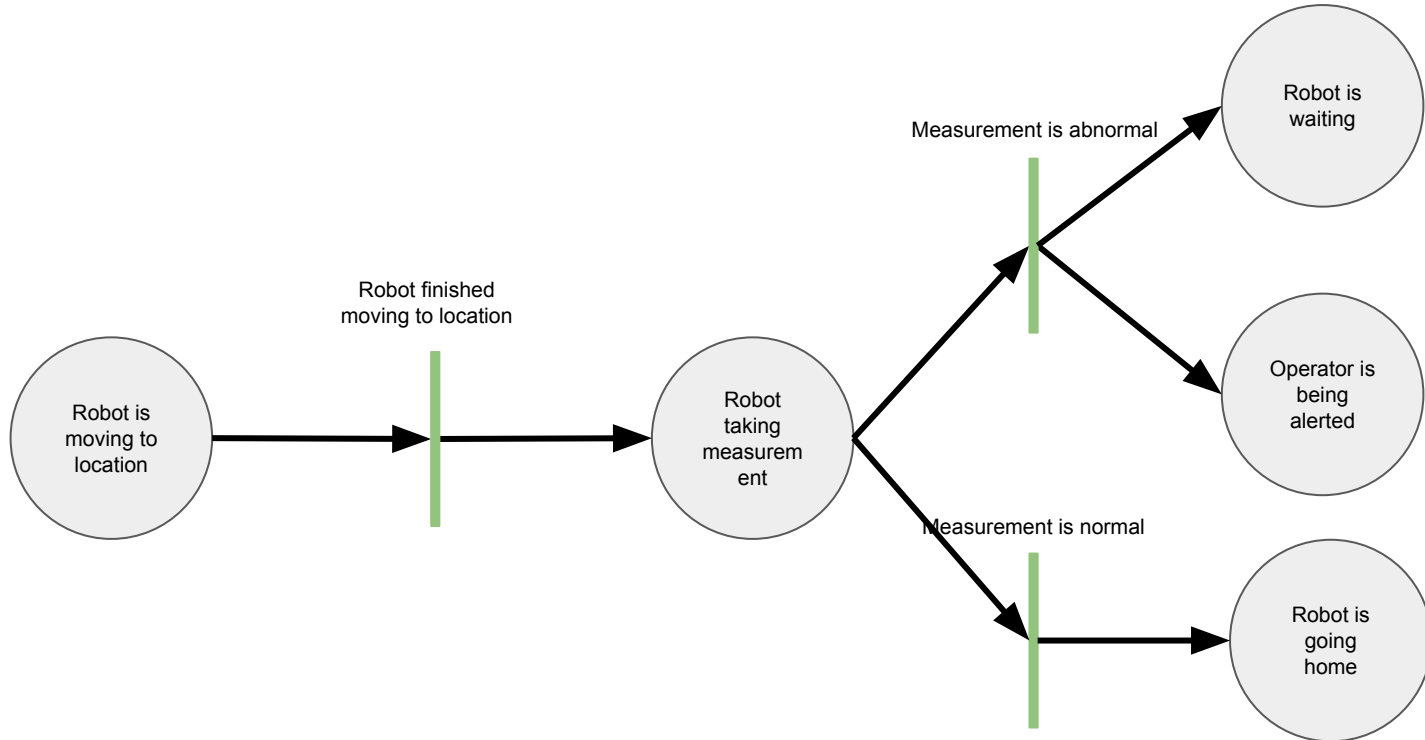 Robot is
moving to
location
Robot finished
moving to location
Robot
taking
measurem
ent
Measurement is abnormal
Measurement is normal
Robot is
waiting
Operator is
being
alerted
Robot is
going
home